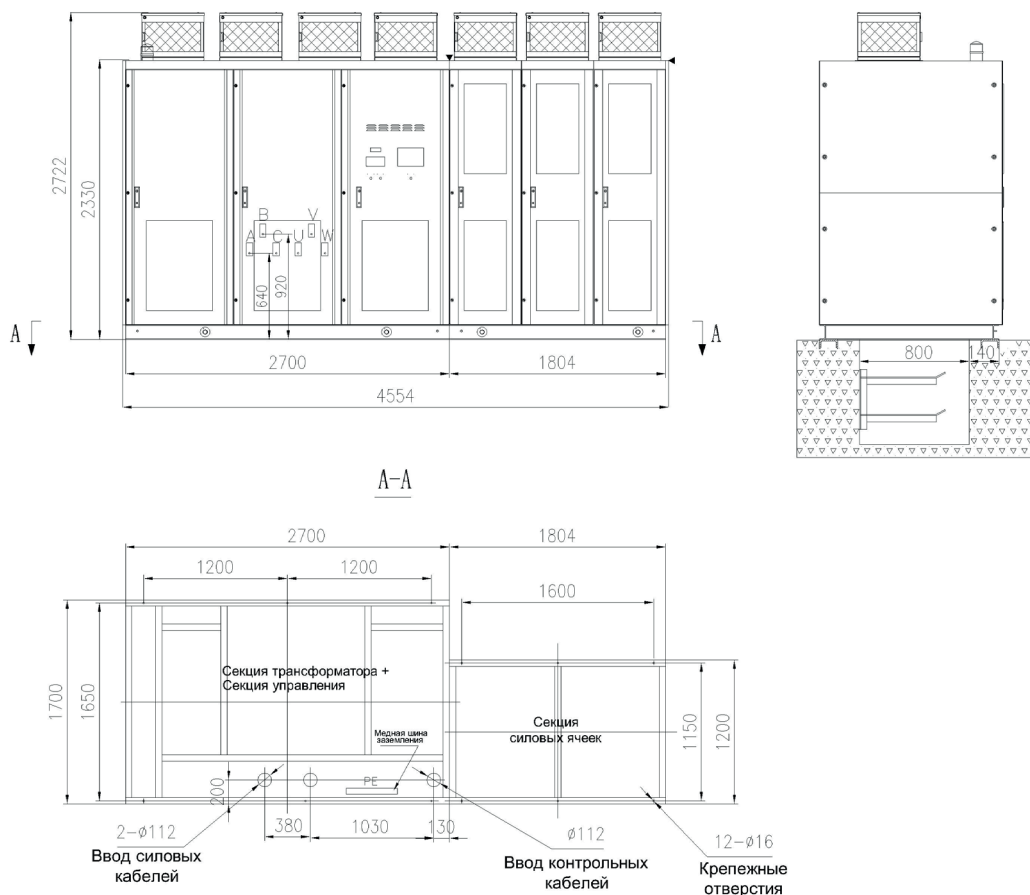 2722
2330
B
V
A
C
U
W
640
920
A
A
2700
1804
4554
800
140
A-A
2700
1804
1200
1200
1600
1700
1650
Секция трансформатора +
Секция управления
Медная шина
заземления
Секция
силовых ячеек
1150
1200
200
PE
2-ø112
380
1030
130
ø112
12-ø16
Ввод силовых
кабелей
Ввод контрольных
кабелей
Крепежные
отверстия